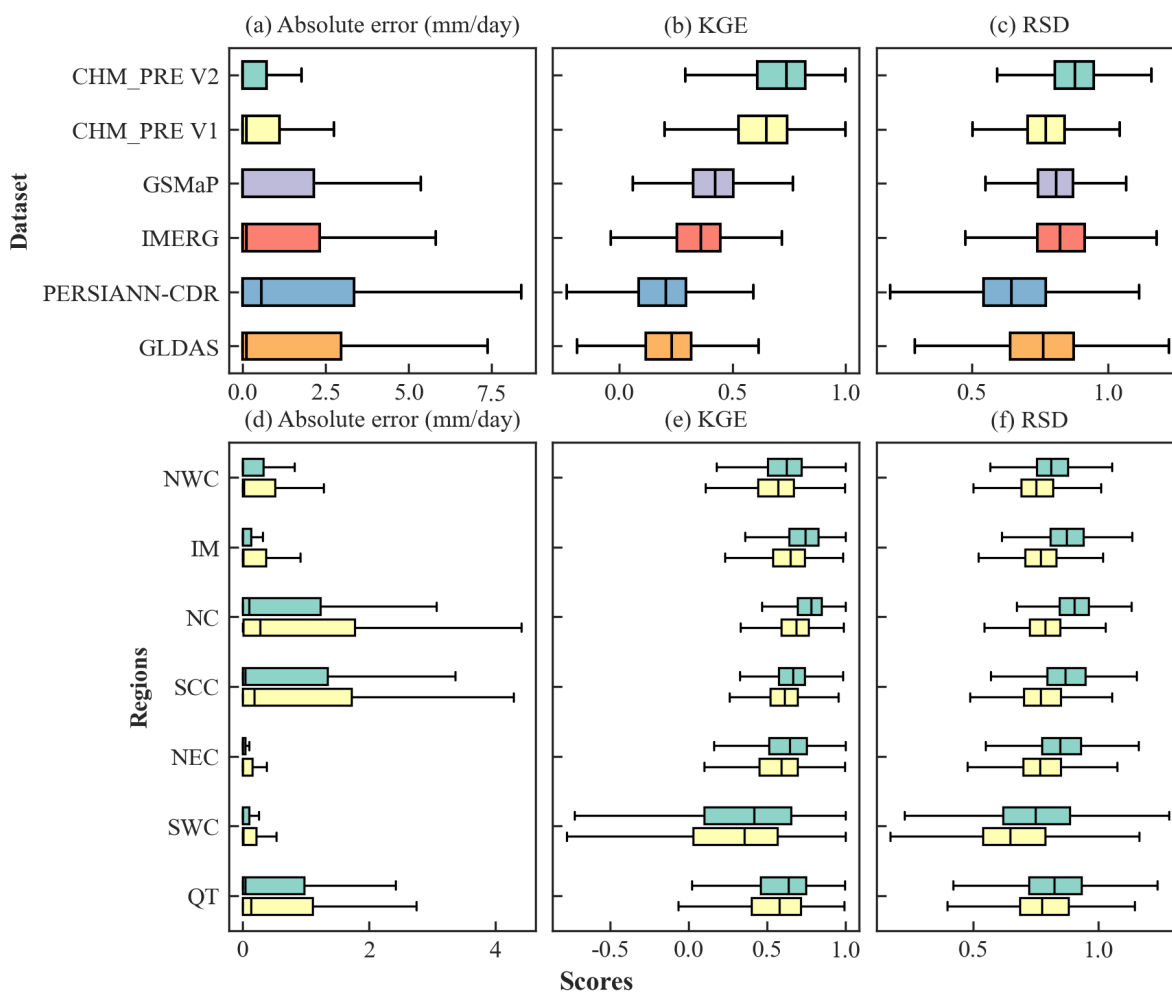 (a) Absolute error (mm/day)
(b) KGE
(c) RSD
Dataset
CHM_PRE V2
CHM_PRE V1
GSMaP
IMERG
PERSIANN-CDR
GLDAS
0.0 2.5 5.0 7.5
0.0 0.5 1.0
0.5 1.0
(d) Absolute error (mm/day)
(e) KGE
(f) RSD
Regions
NWC
IM
NC
SCC
NEC
SWC
QT
0 2 4
-0.5 0.0 0.5 1.0
0.5 1.0
Scores